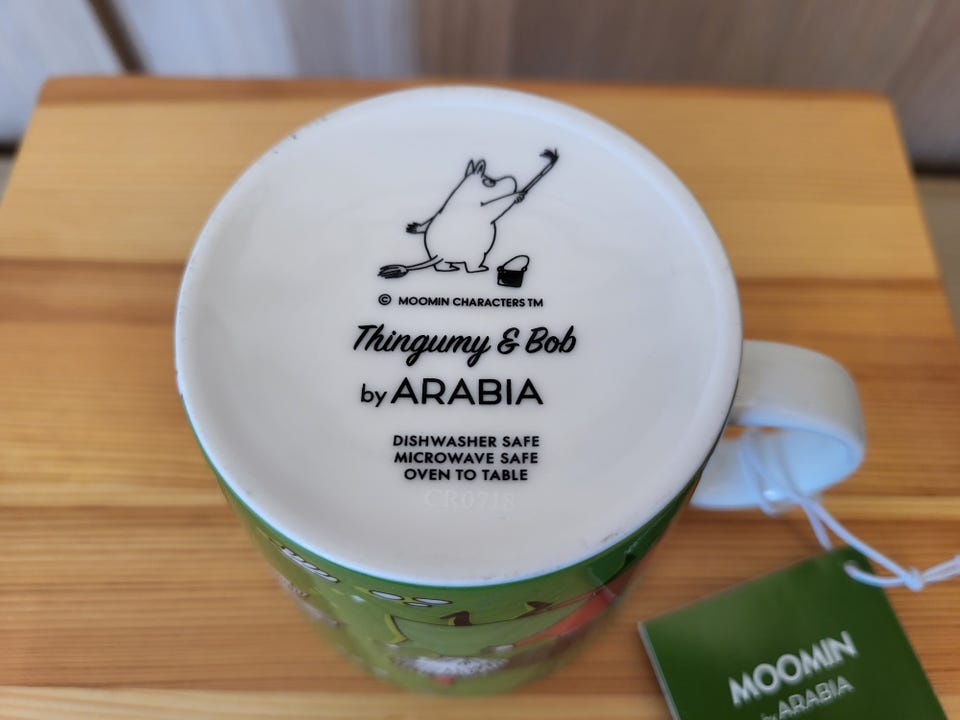 © MOOMIN CHARACTERS TM
Thingumy & Bob
by ARABIA
DISHWASHER SAFE
MICROWAVE SAFE
OVEN TO TABLE
CR0718
MOOMIN
by ARABIA